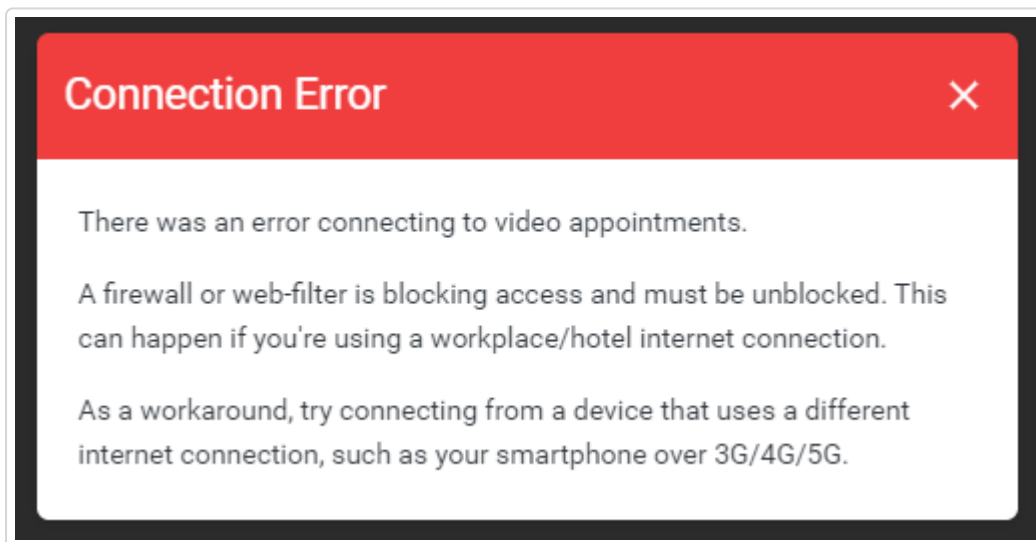 Connection Error
There was an error connecting to video appointments.
A firewall or web-filter is blocking access and must be unblocked. This
can happen if you're using a workplace/hotel internet connection.
As a workaround, try connecting from a device that uses a different
internet connection, such as your smartphone over 3G/4G/5G.